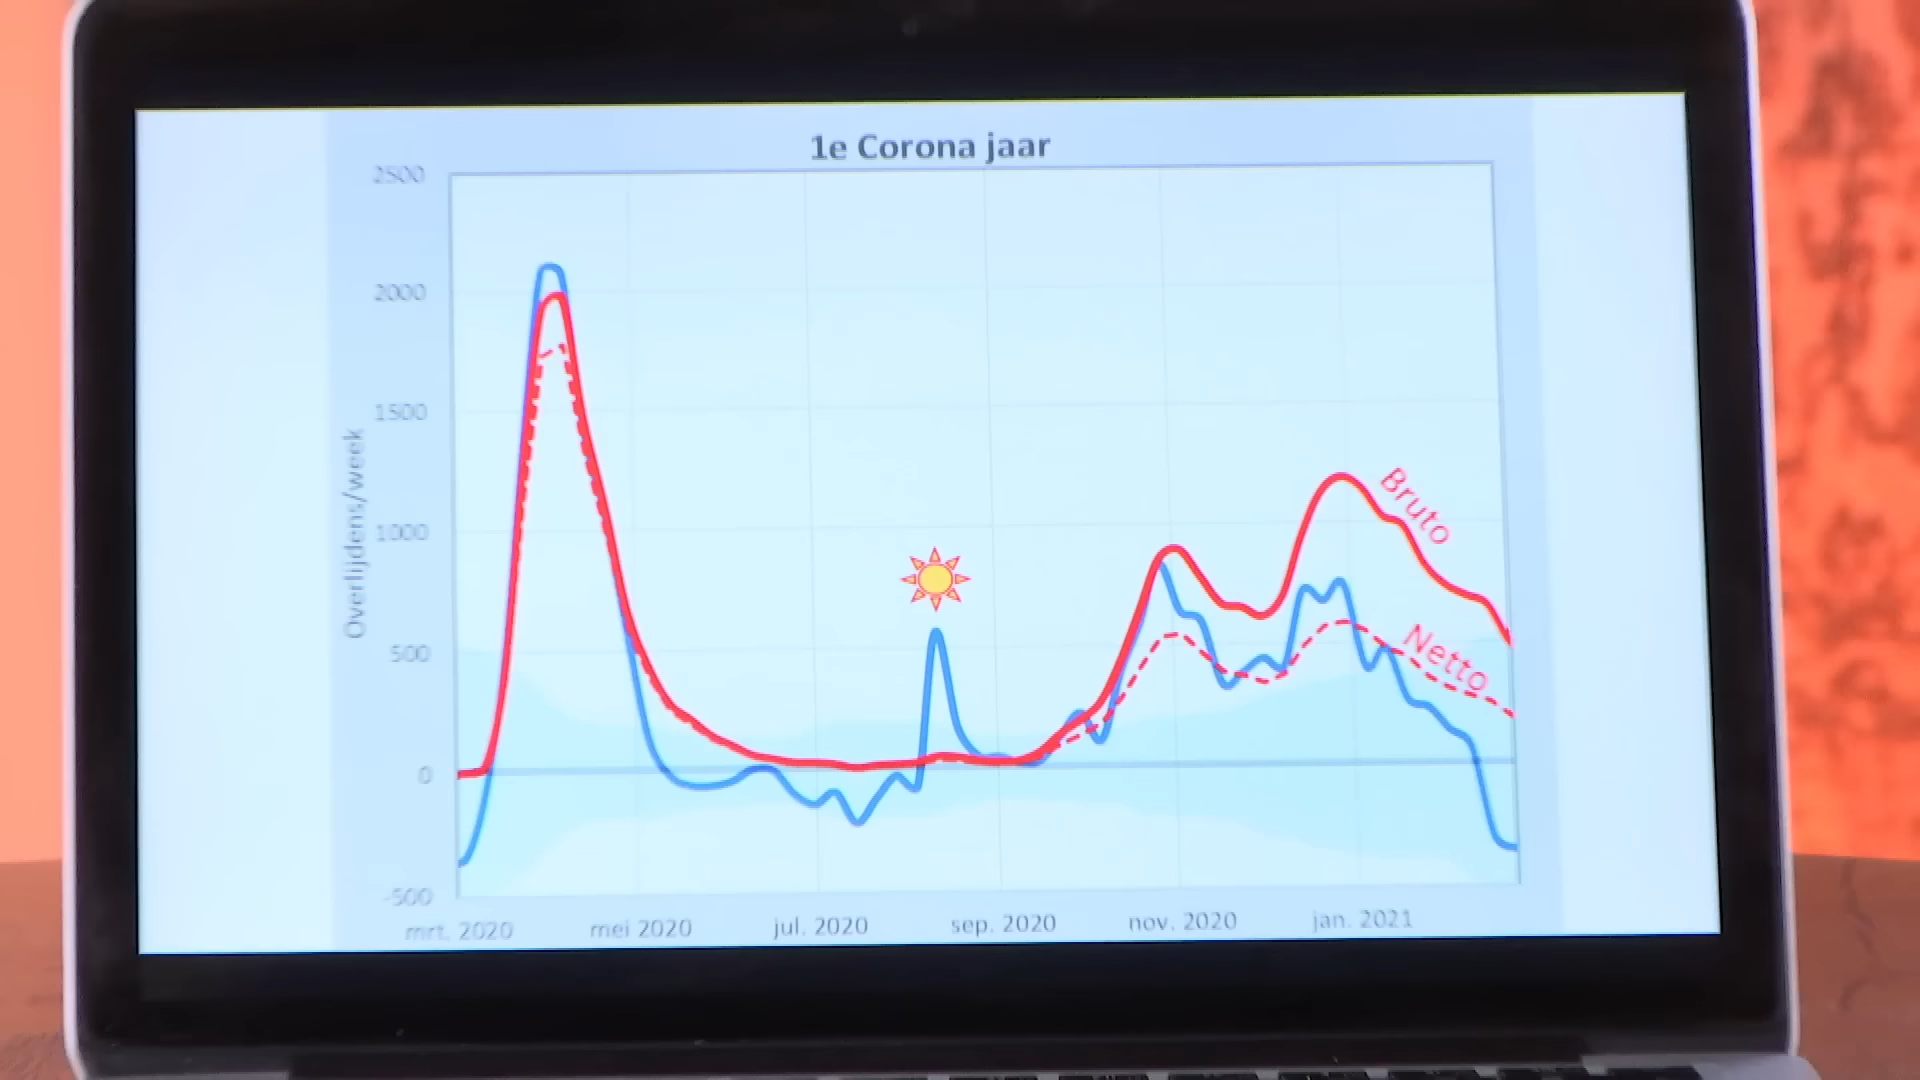 1e Corona jaar
2500
2000
1500
1000
500
0
-500
Overlijdens/week
Bruto
Netto
mrt. 2020
mei 2020
jul. 2020
sep. 2020
nov. 2020
jan. 2021